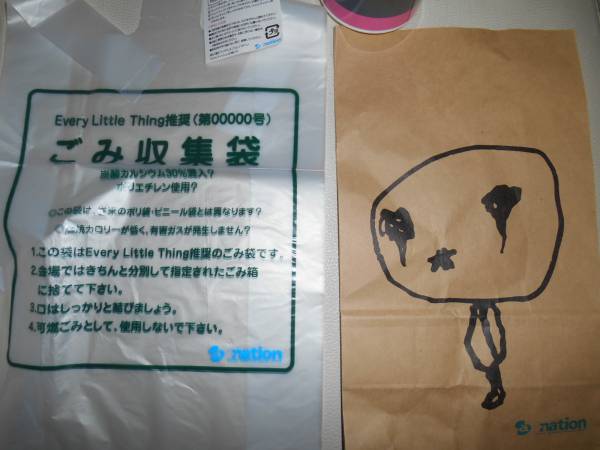 Every Little Thing推奨(第00000号)
ごみ収集袋
炭酸カルシウム30%混入?
ポリエチレン使用?
◎この袋は、従来のポリ袋・ビニール袋とは異なります?
カロリーが低く、有害ガスが発生しません?
1.この袋はEvery Little Thing推奨のごみ袋です。
2.会場ではきちんと分別して指定されたごみ箱
に捨てて下さい。
3.口はしっかりと結びましょう。
4.可燃ごみとして、使用しないで下さい。
nation
nation